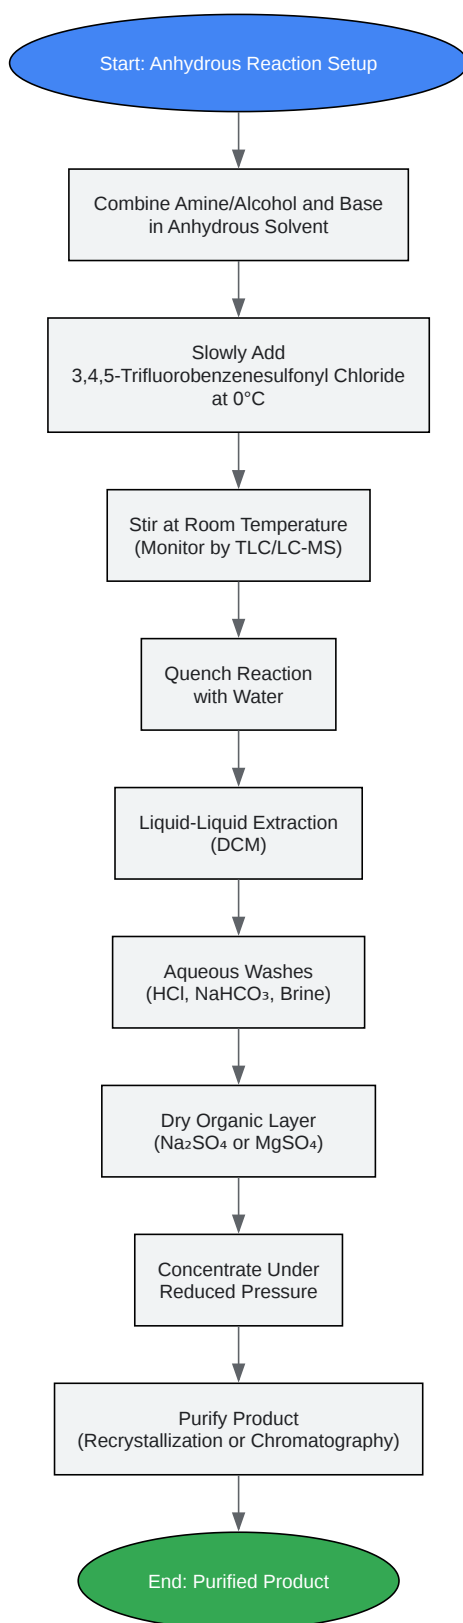 Start: Anhydrous Reaction Setup
Combine Amine/Alcohol and Base
in Anhydrous Solvent
Slowly Add
3,4,5-Trifluorobenzenesulfonyl Chloride
at 0°C
Stir at Room Temperature
(Monitor by TLC/LC-MS)
Quench Reaction
with Water
Liquid-Liquid Extraction
(DCM)
Aqueous Washes
(HCl, NaHCO₃, Brine)
Dry Organic Layer
(Na₂SO₄ or MgSO₄)
Concentrate Under
Reduced Pressure
Purify Product
(Recrystallization or Chromatography)
End: Purified Product